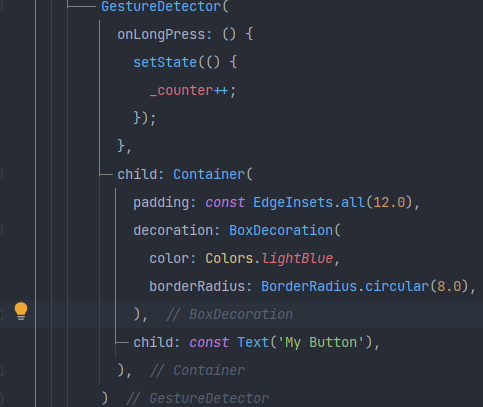 GestureDetector(
onLongPress: () {
setState(() {
_counter++;
});
},
child: Container(
padding: const EdgeInsets.all(12.0),
decoration: BoxDecoration(
color: Colors.lightBlue,
borderRadius: BorderRadius.circular(8.0),
), // BoxDecoration
child: const Text('My Button'),
), // Container
) // GestureDetector